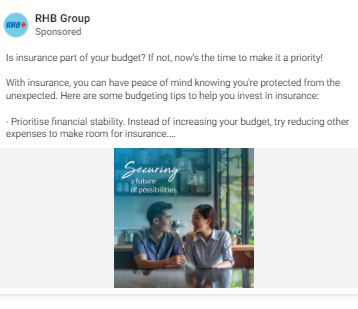 RHB Group
RHB
Sponsored
Is insurance part of your budget? If not, now's the time to make it a priority!
With insurance, you can have peace of mind knowing you're protected from the
unexpected. Here are some budgeting tips to help you invest in insurance:
- Prioritise financial stability. Instead of increasing your budget, try reducing other
expenses to make room for insurance....
Securing
a future
of possibilities.